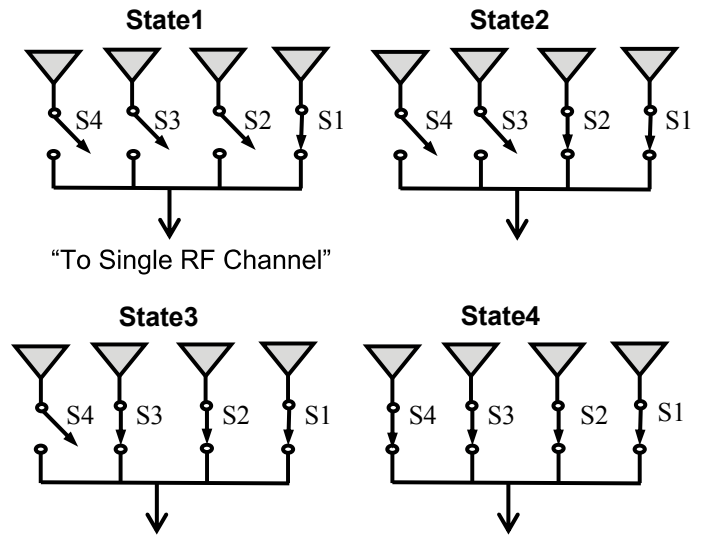 State1
State2
S4 S3 S2 S1
S4 S3 S2 S1
“To Single RF Channel”
State3
State4
S4 S3 S2 S1
S4 S3 S2 S1